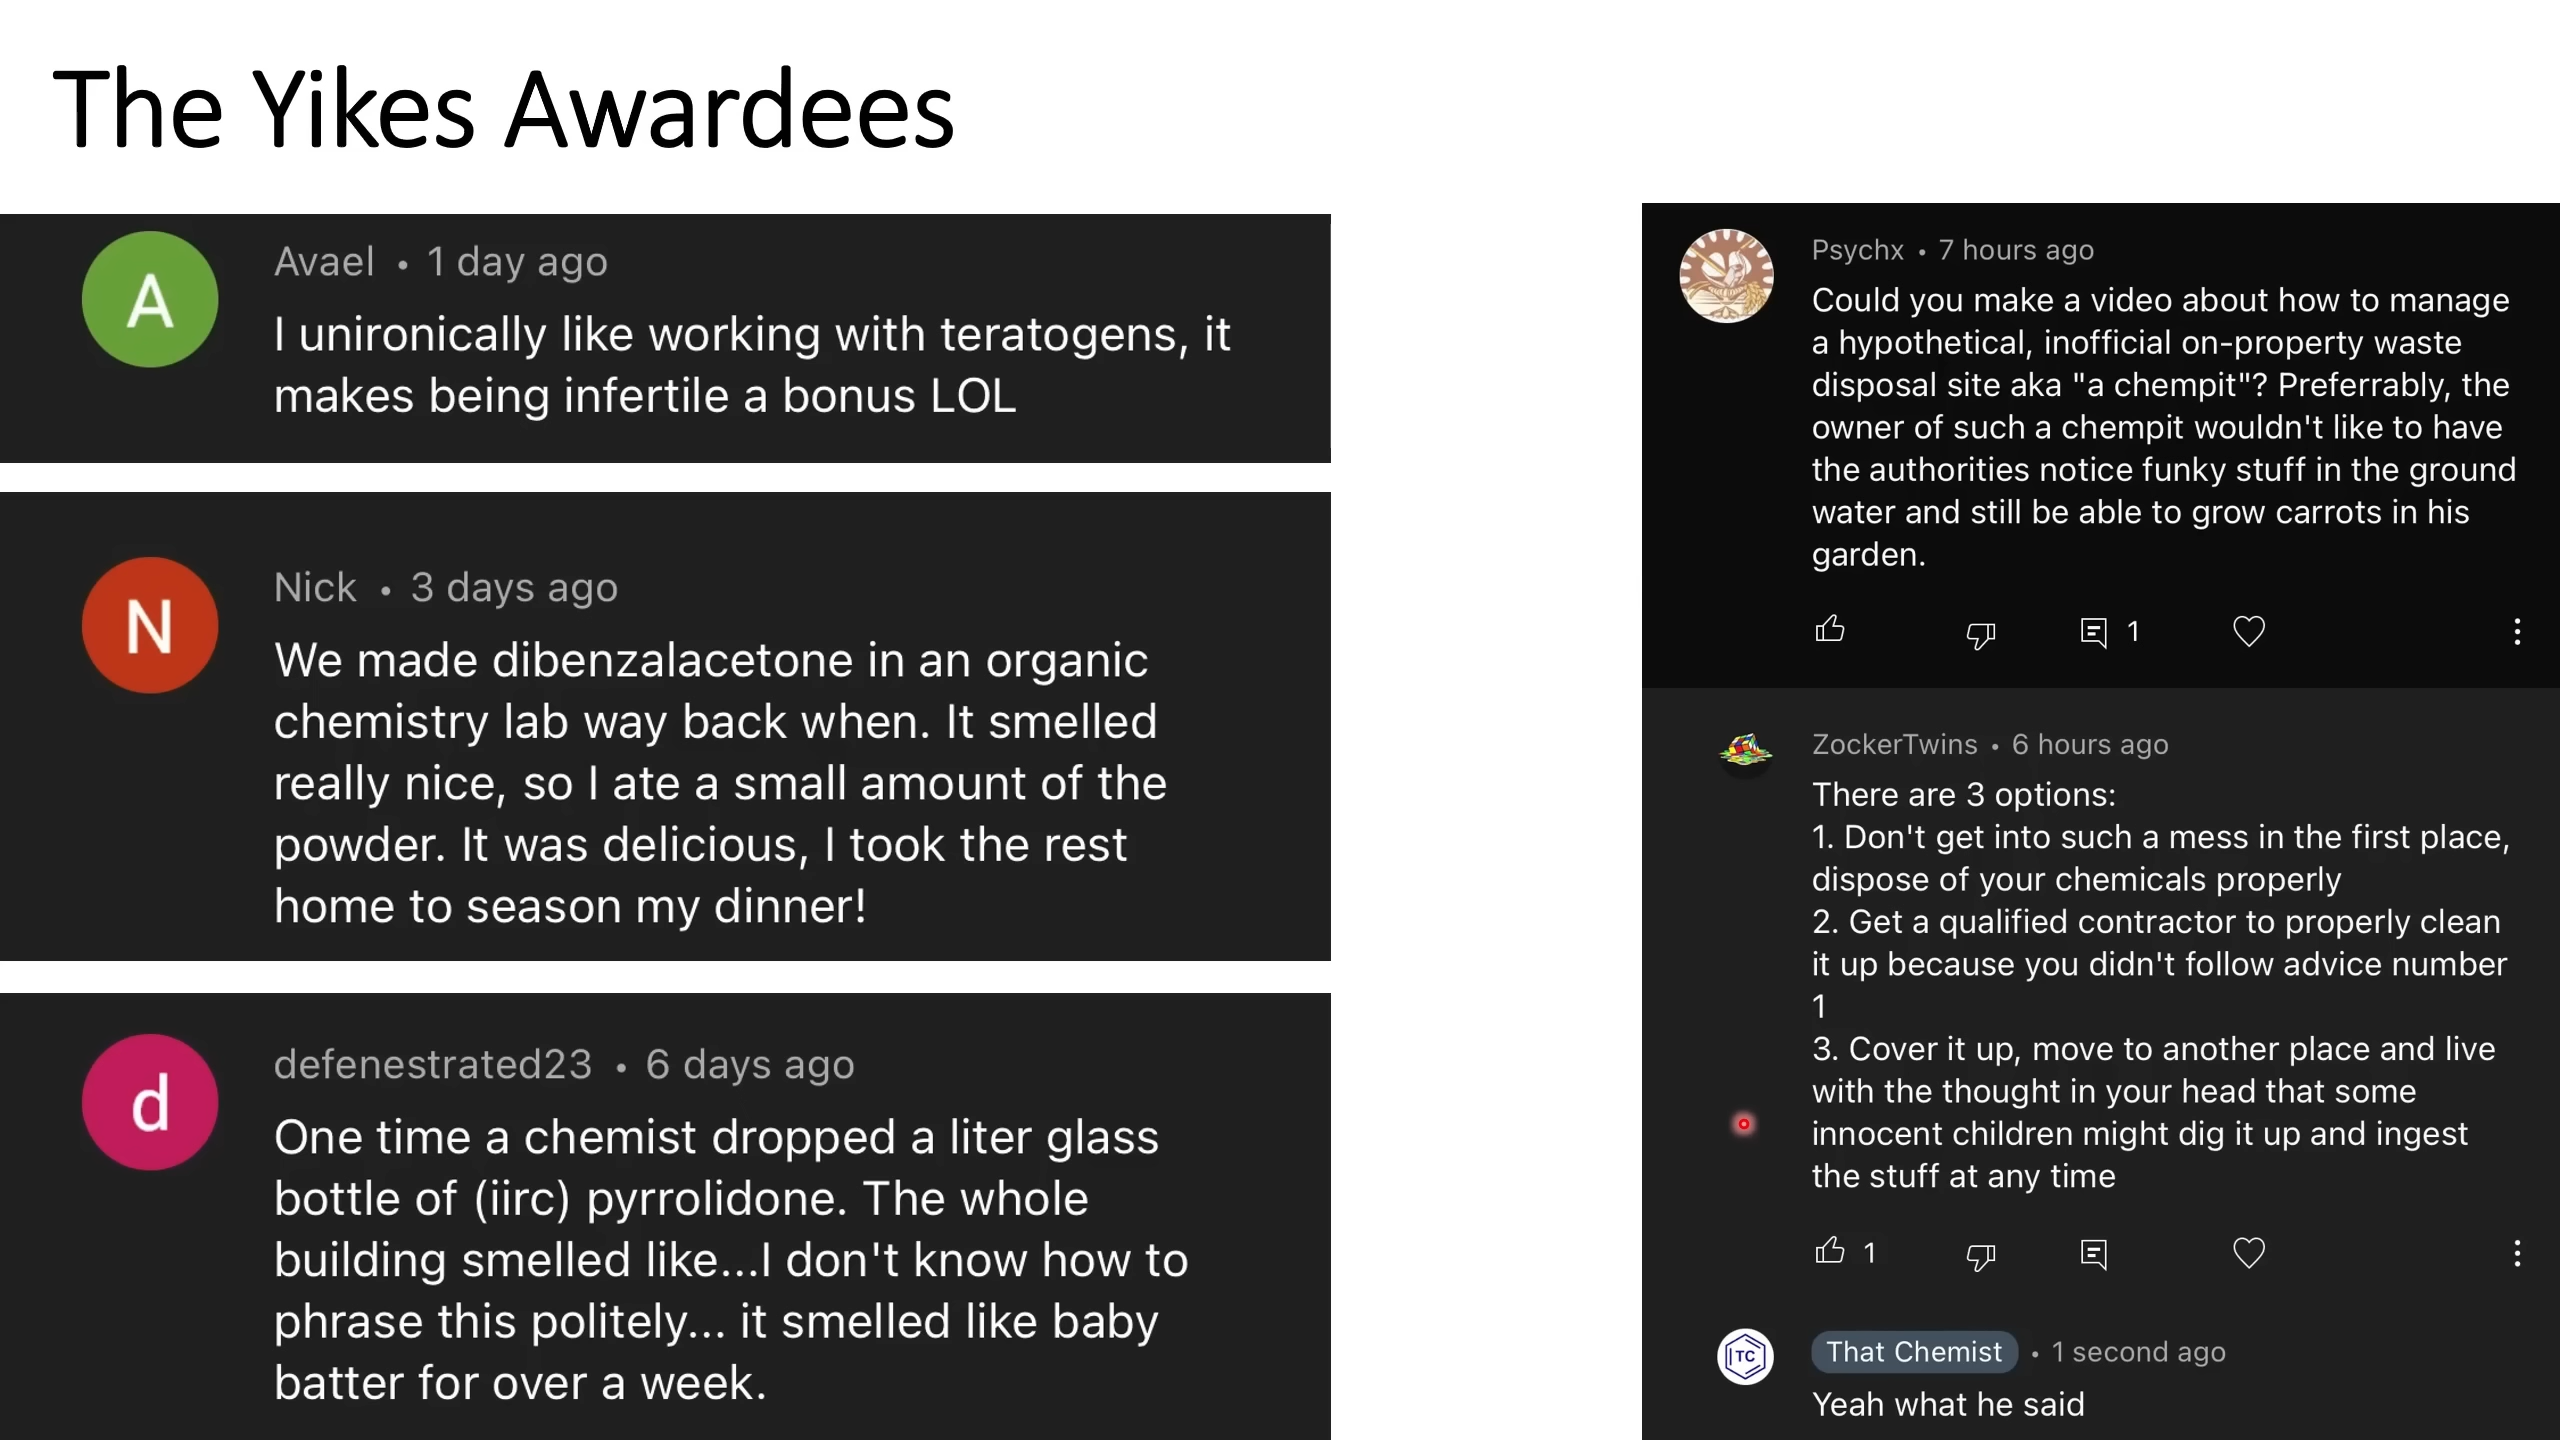 The Yikes Awardees
A
Avael • 1 day ago
I unironically like working with teratogens, it
makes being infertile a bonus LOL
N
Nick • 3 days ago
We made dibenzalacetone in an organic
chemistry lab way back when. It smelled
really nice, so I ate a small amount of the
powder. It was delicious, I took the rest
home to season my dinner!
d
defenestrated23 • 6 days ago
One time a chemist dropped a liter glass
bottle of (iirc) pyrrolidone. The whole
building smelled like...I don't know how to
phrase this politely... it smelled like baby
batter for over a week.
Psychx • 7 hours ago
Could you make a video about how to manage
a hypothetical, inofficial on-property waste
disposal site aka "a chempit"? Preferrably, the
owner of such a chempit wouldn't like to have
the authorities notice funky stuff in the ground
water and still be able to grow carrots in his
garden.
1
ZockerTwins • 6 hours ago
There are 3 options:
1. Don't get into such a mess in the first place,
dispose of your chemicals properly
2. Get a qualified contractor to properly clean
it up because you didn't follow advice number
1
3. Cover it up, move to another place and live
with the thought in your head that some
innocent children might dig it up and ingest
the stuff at any time
1
TC
That Chemist • 1 second ago
Yeah what he said